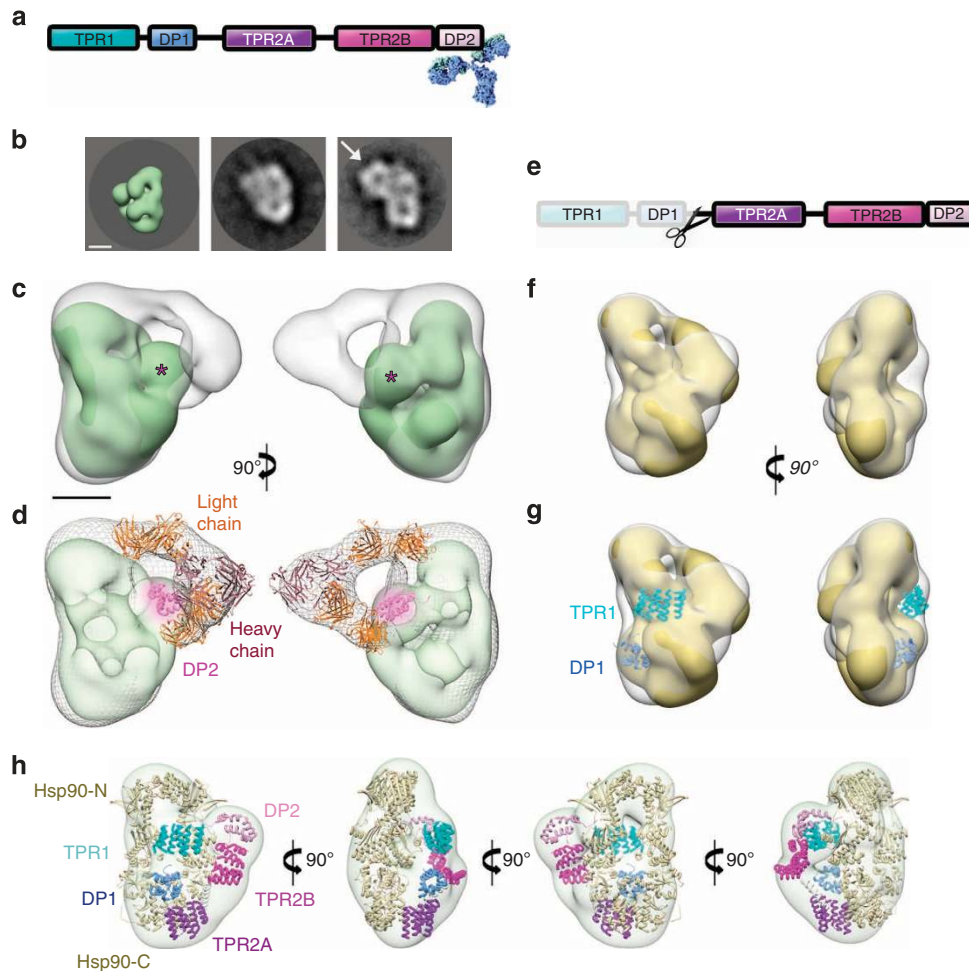 a
TPR1 DP1 TPR2A TPR2B DP2
b
e
TPR1 DP1 TPR2A TPR2B DP2
c
*
*
90°
f
90°
d
Light
chain
Heavy
chain
DP2
g
TPR1
DP1
h
Hsp90-N
TPR1
DP1
Hsp90-C
DP2
TPR2B
TPR2A
90°
90°
90°